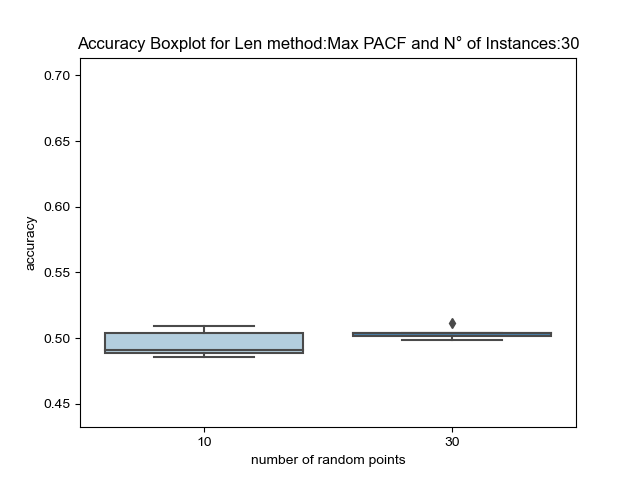 Accuracy Boxplot for Len method:Max PACF and N° of Instances:30
0.70
0.65
0.60
0.55
0.50
0.45
accuracy
10 30
number of random points